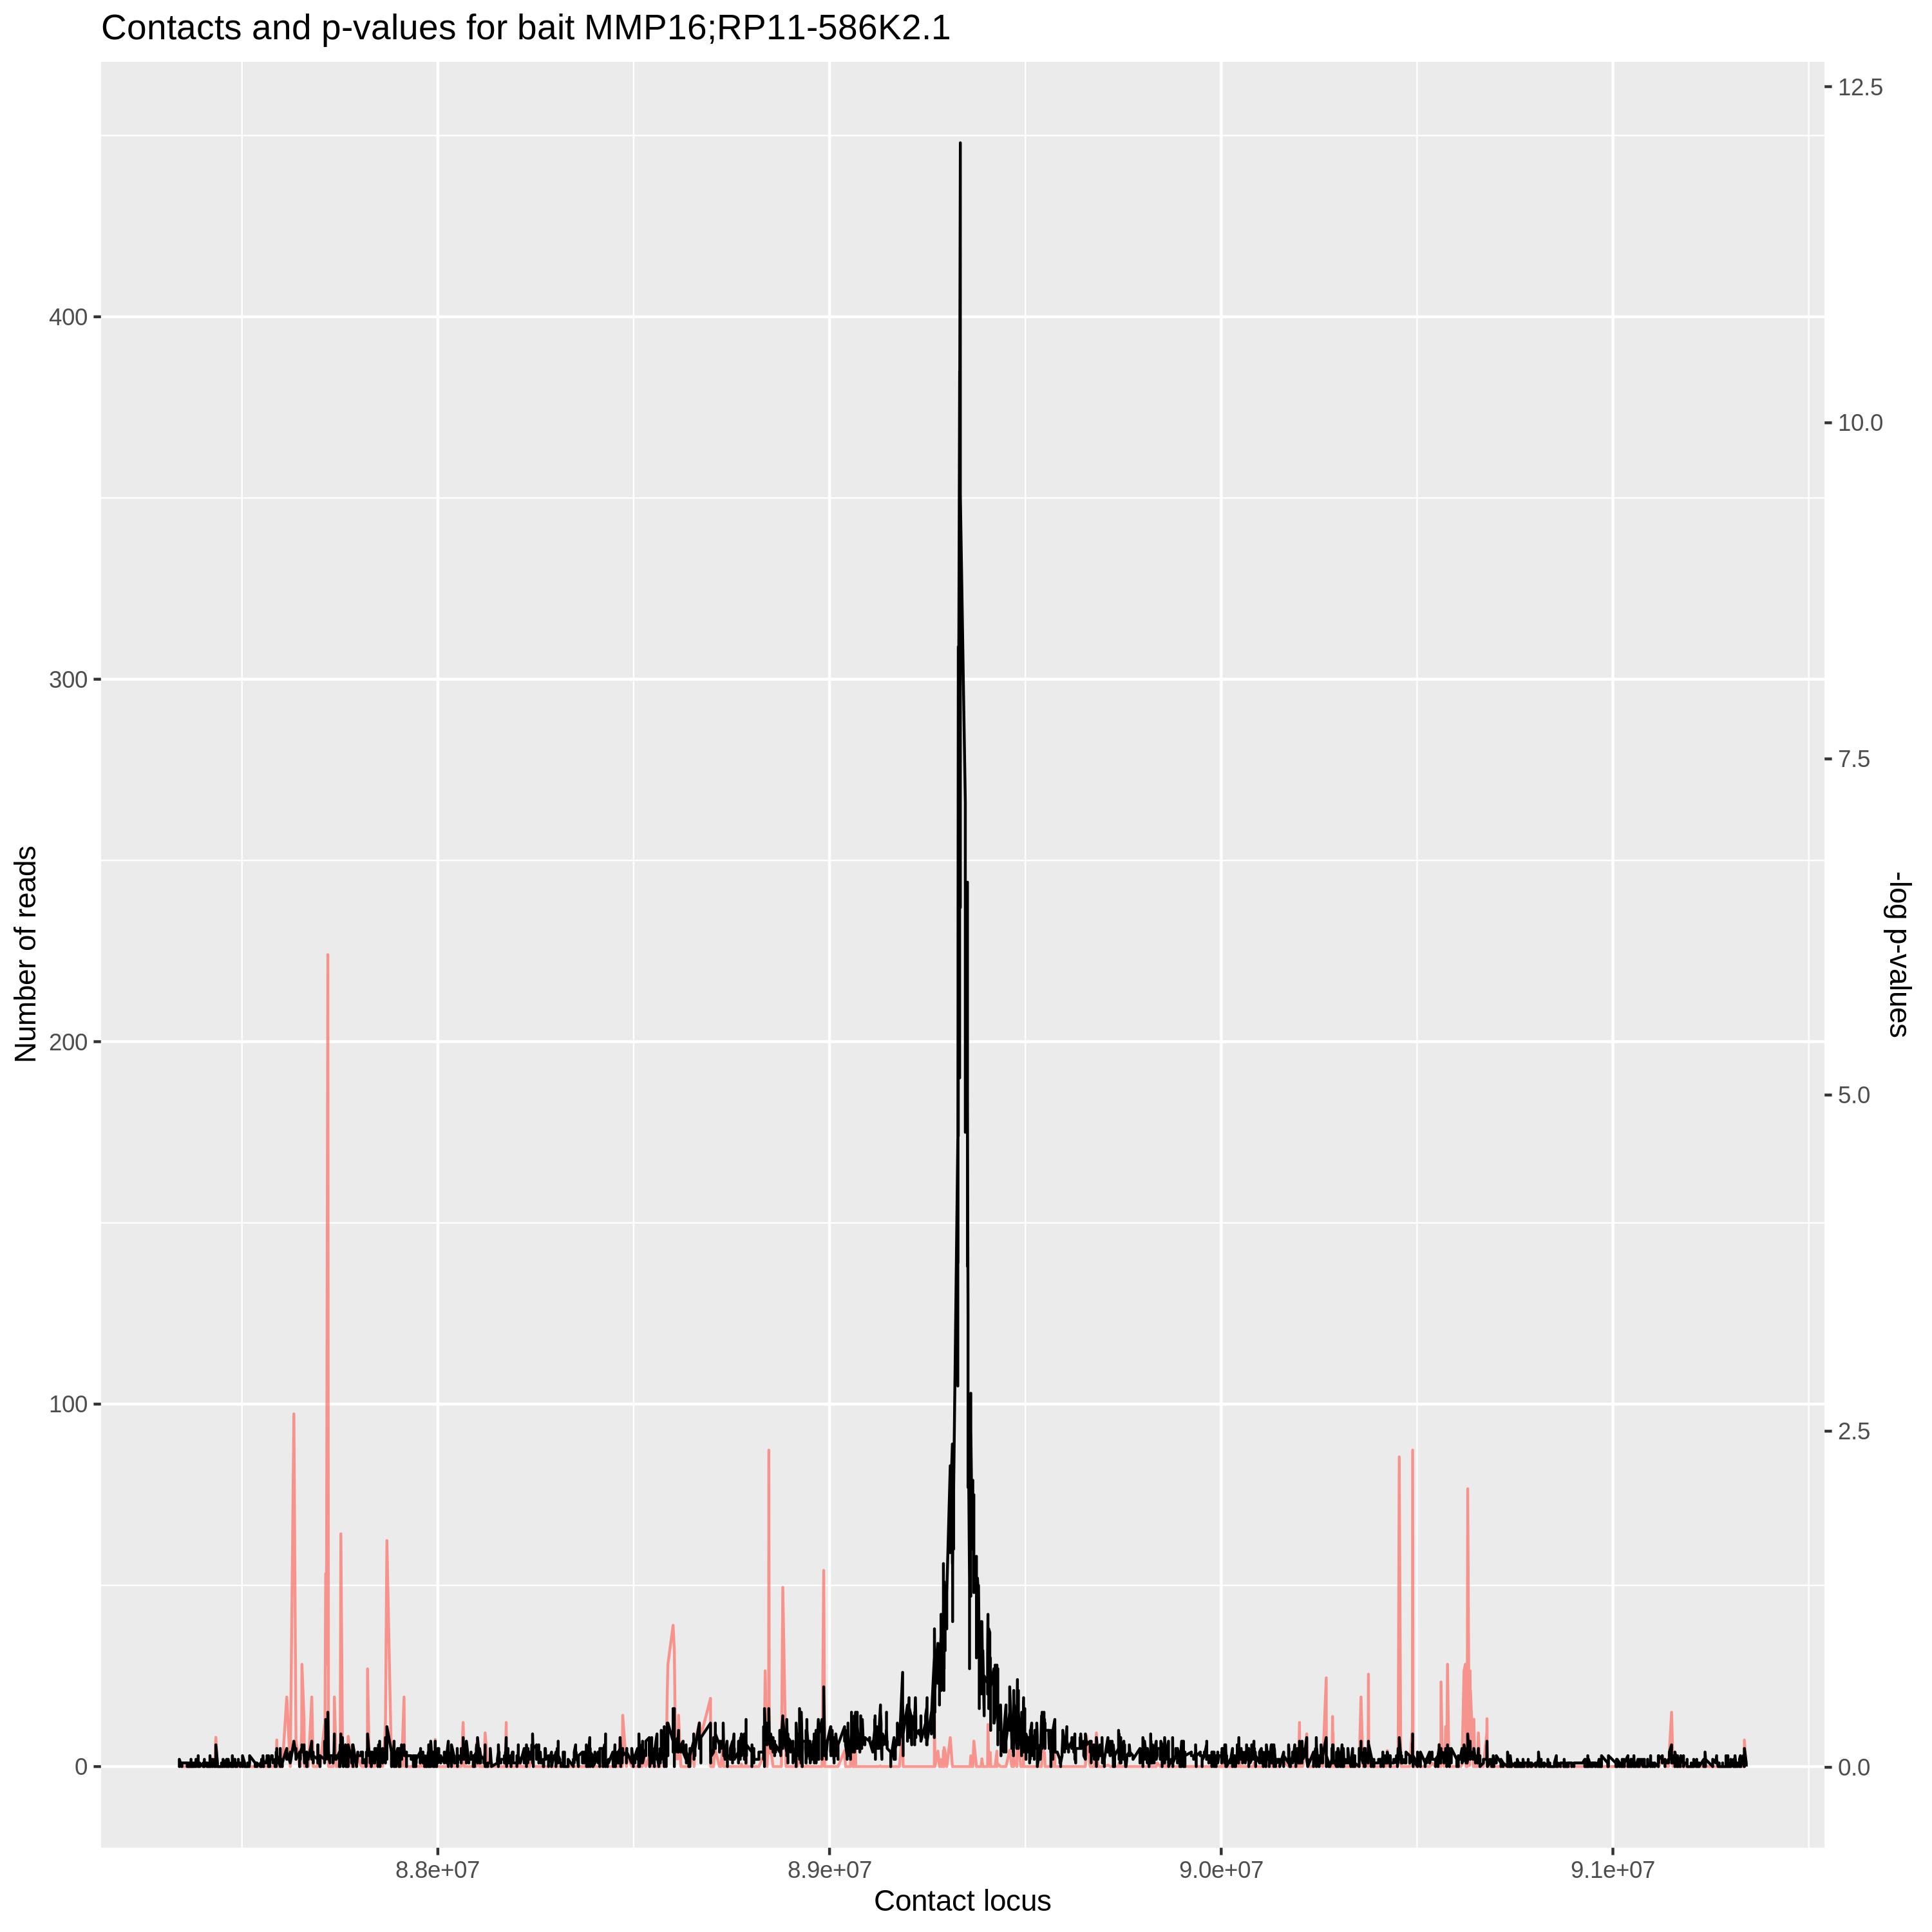 Contacts and p-values for bait MMP16;RP11-586K2.1
12.5
400
10.0
300
7.5
Number of reads
-log p-values
200
5.0
100
2.5
0
0.0
8.8e+07
8.9e+07
9.0e+07
9.1e+07
Contact locus